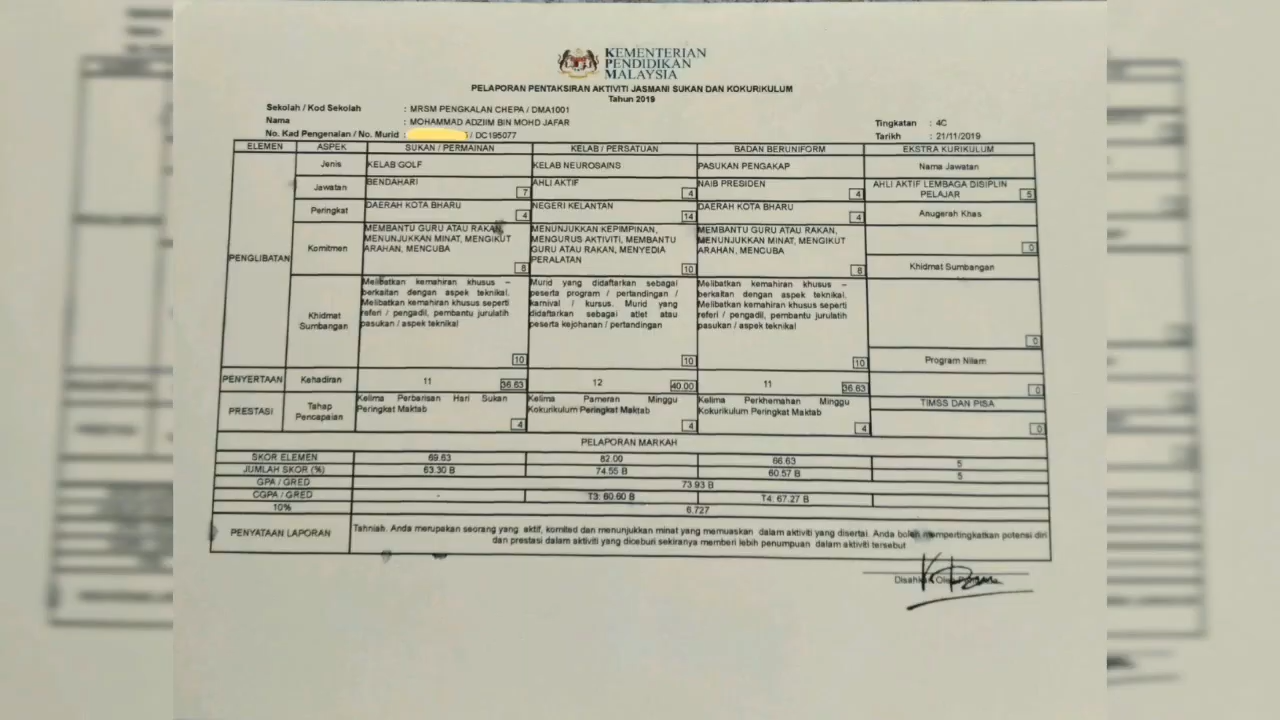 KEMENTERIAN
PENDIDIKAN
MALAYSIA
PELAPORAN PENTAKSIRAN AKTIVITI JASMANI SUKAN DAN KOKURIKULUM
Tahun 2019
Sekolah / Kod Sekolah : MRSM PENGKALAN CHEPA / DMA1001
Nama : MOHAMMAD ADZIIM BIN MOHD JAFAR
Tingkatan : 4C
No. Kad Pengenalan / No. Murid : / DC195077
Tarikh : 21/11/2019
ELEMEN ASPEK SUKAN / PERMAINAN KELAB / PERSATUAN BADAN BERUNIFORM EKSTRA KURIKULUM
PENGLIBATAN
Jenis KELAB GOLF KELAB NEUROSAINS PASUKAN PENGAKAP Nama Jawatan
Jawatan BENDAHARI 7 AHLI AKTIF 4 NAIB PRESIDEN 4 AHLI AKTIF LEMBAGA DISIPLIN
PELAJAR 5
Peringkat DAERAH KOTA BHARU 4 NEGERI KELANTAN 14 DAERAH KOTA BHARU 4 Anugerah Khas
0
Komitmen
MEMBANTU GURU ATAU RAKAN,
MENUNJUKKAN MINAT, MENGIKUT
ARAHAN, MENCUBA
8
MENUNJUKKAN KEPIMPINAN,
MENGURUS AKTIVITI, MEMBANTU
GURU ATAU RAKAN, MENYEDIA
PERALATAN
10
MEMBANTU GURU ATAU RAKAN,
MENUNJUKKAN MINAT, MENGIKUT
ARAHAN, MENCUBA
8
Khidmat Sumbangan
0
Khidmat
Sumbangan
Melibatkan kemahiran khusus –
berkaitan dengan aspek teknikal.
Melibatkan kemahiran khusus seperti
referi / pengadil, pembantu jurulatih
pasukan / aspek teknikal
10
Murid yang didaftarkan sebagai
peserta program / pertandingan /
karnival / kursus. Murid yang
didaftarkan sebagai atlet atau
peserta kejohanan / pertandingan
10
Melibatkan kemahiran khusus –
berkaitan dengan aspek teknikal.
Melibatkan kemahiran khusus seperti
referi / pengadil, pembantu jurulatih
pasukan / aspek teknikal
10
Program Nilam
0
PENYERTAAN Kehadiran 11 36.63 12 40.00 11 36.63
PRESTASI
Tahap
Pencapaian
Kelima Perbarisan Hari Sukan
Peringkat Maktab
4
Kelima Pameran Minggu
Kokurikulum Peringkat Maktab
4
Kelima Perkhemahan Minggu
Kokurikulum Peringkat Maktab
4
TIMSS DAN PISA
0
PELAPORAN MARKAH
SKOR ELEMEN 69.63 82.00 66.63 5
JUMLAH SKOR (%) 63.30 B 74.55 B 60.57 B 5
GPA / GRED 73.93 B
CGPA / GRED - T3: 60.60 B T4: 67.27 B
10% 6.727
PENYATAAN LAPORAN
Tahniah. Anda merupakan seorang yang aktif, komited dan menunjukkan minat yang memuaskan dalam aktiviti yang disertai. Anda boleh mempertingkatkan potensi diri
dan prestasi dalam aktiviti yang diceburi sekiranya memberi lebih penumpuan dalam aktiviti tersebut